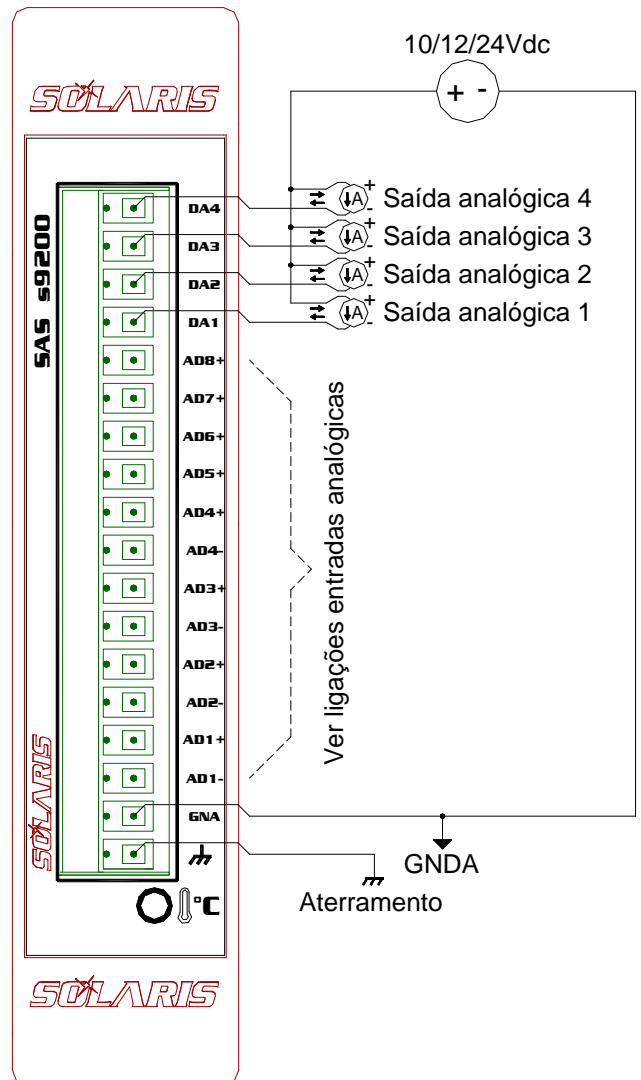 10/12/24Vdc
+ -
SOLARIS
SAS s9200
DA4
DA3
DA2
DA1
AD8+
AD7+
AD6+
AD5+
AD4+
AD4-
AD3+
AD3-
AD2+
AD2-
AD1+
AD1-
GNA
A + - Saída analógica 4
A + - Saída analógica 3
A + - Saída analógica 2
A + - Saída analógica 1
Ver ligações entradas analógicas
GNDA
Aterramento
SOLARIS
°C
SOLARIS